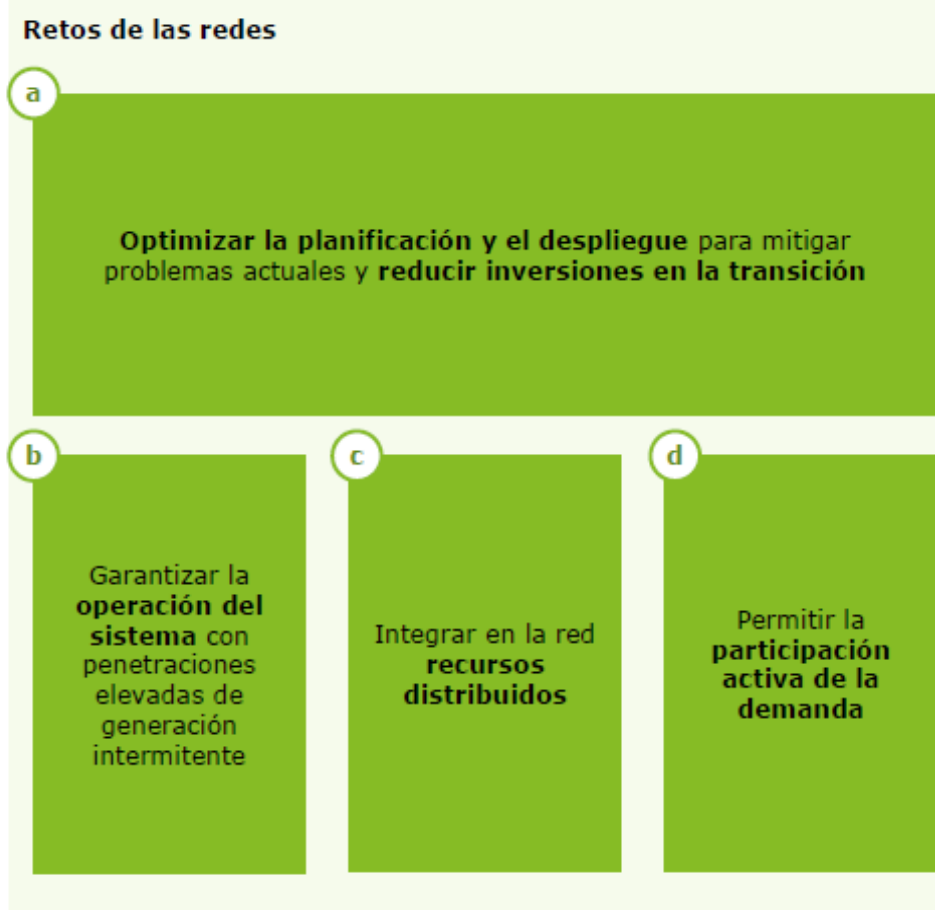 Retos de las redes
a
Optimizar la planificación y el despliegue para mitigar
problemas actuales y reducir inversiones en la transición
b
Garantizar la
operación del
sistema con
penetraciones
elevadas de
generación
intermitente
c
Integrar en la red
recursos
distribuidos
d
Permitir la
participación
activa de la
demanda